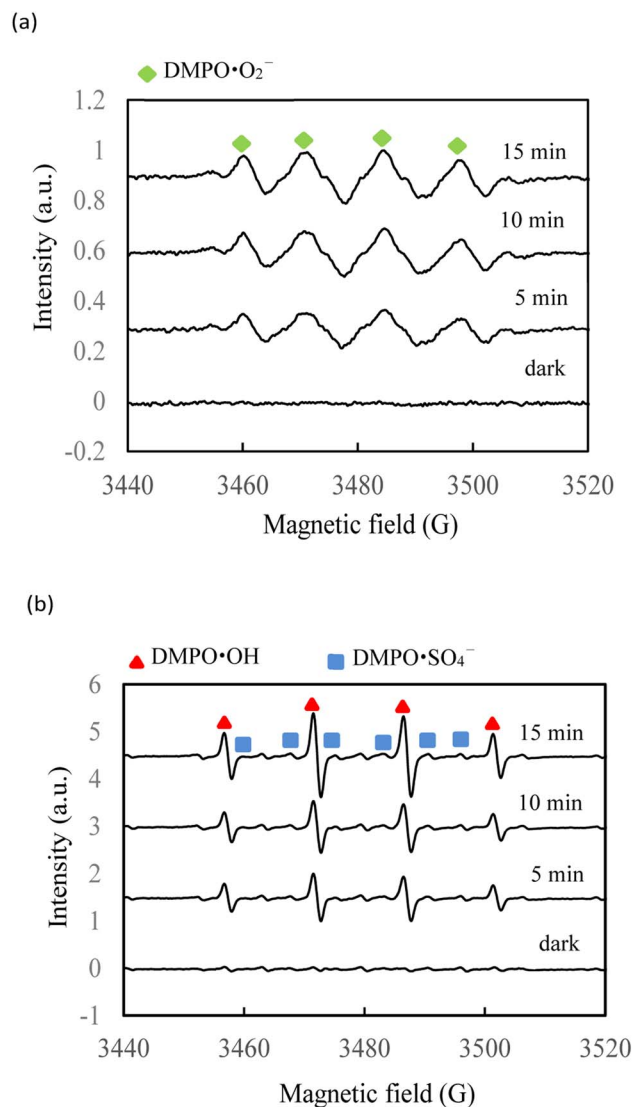 (a)
DMPO•O₂⁻
1.2
1
0.8
0.6
0.4
0.2
0
-0.2
15 min
10 min
5 min
dark
3440 3460 3480 3500 3520
Intensity (a.u.)
Magnetic field (G)
(b)
DMPO•OH DMPO•SO₄⁻
6
5
4
3
2
1
0
-1
15 min
10 min
5 min
dark
3440 3460 3480 3500 3520
Intensity (a.u.)
Magnetic field (G)